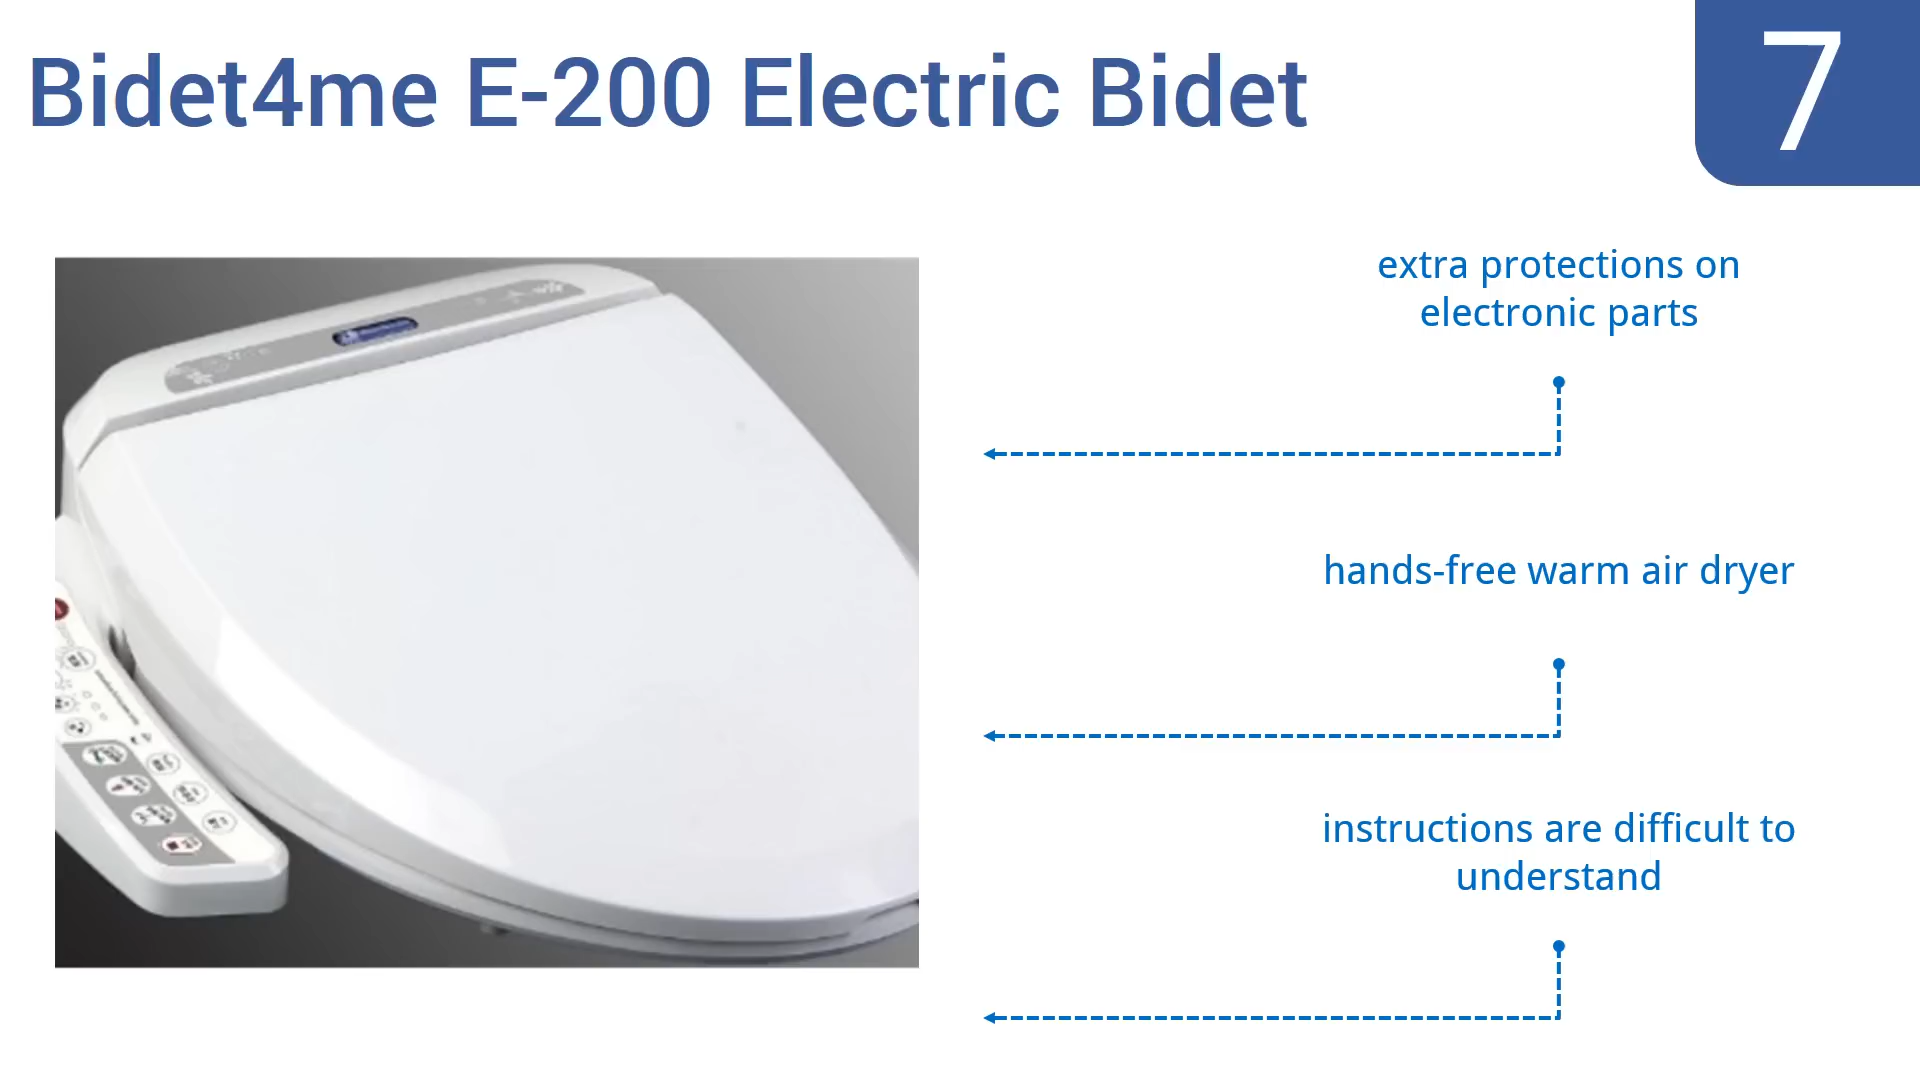 Bidet4me E-200 Electric Bidet
7
extra protections on
electronic parts
hands-free warm air dryer
instructions are difficult to
understand